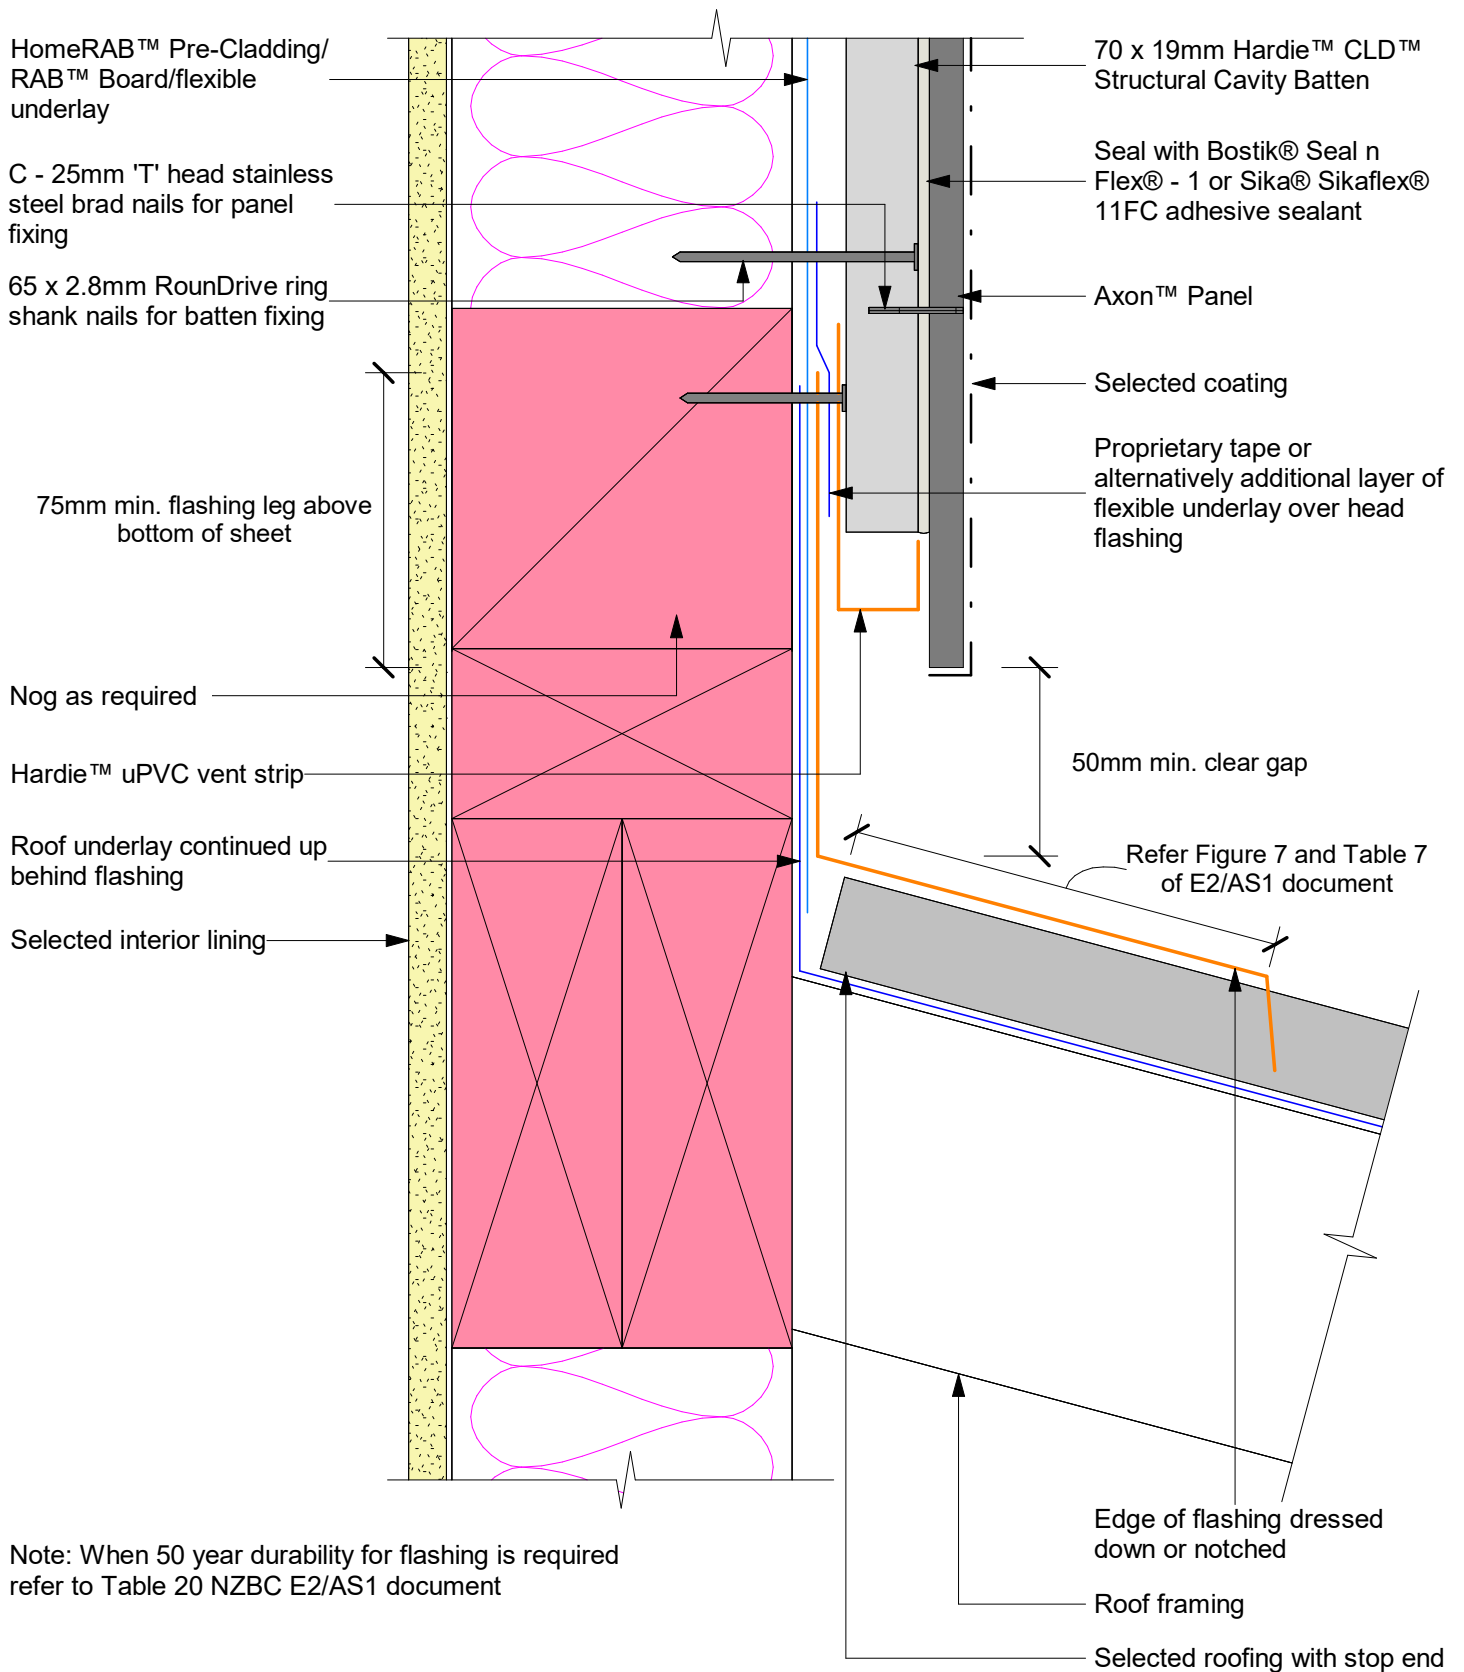 HomeRAB™ Pre-Cladding/
RAB™ Board/flexible
underlay
C - 25mm 'T' head stainless
steel brad nails for panel
fixing
65 x 2.8mm RounDrive ring
shank nails for batten fixing
75mm min. flashing leg above
bottom of sheet
Nog as required
Hardie™ uPVC vent strip
Roof underlay continued up
behind flashing
Selected interior lining
Note: When 50 year durability for flashing is required
refer to Table 20 NZBC E2/AS1 document
70 x 19mm Hardie™ CLD™
Structural Cavity Batten
Seal with Bostik® Seal n
Flex® - 1 or Sika® Sikaflex®
11FC adhesive sealant
Axon™ Panel
Selected coating
Proprietary tape or
alternatively additional layer of
flexible underlay over head
flashing
50mm min. clear gap
Refer Figure 7 and Table 7
of E2/AS1 document
Edge of flashing dressed
down or notched
Roof framing
Selected roofing with stop end